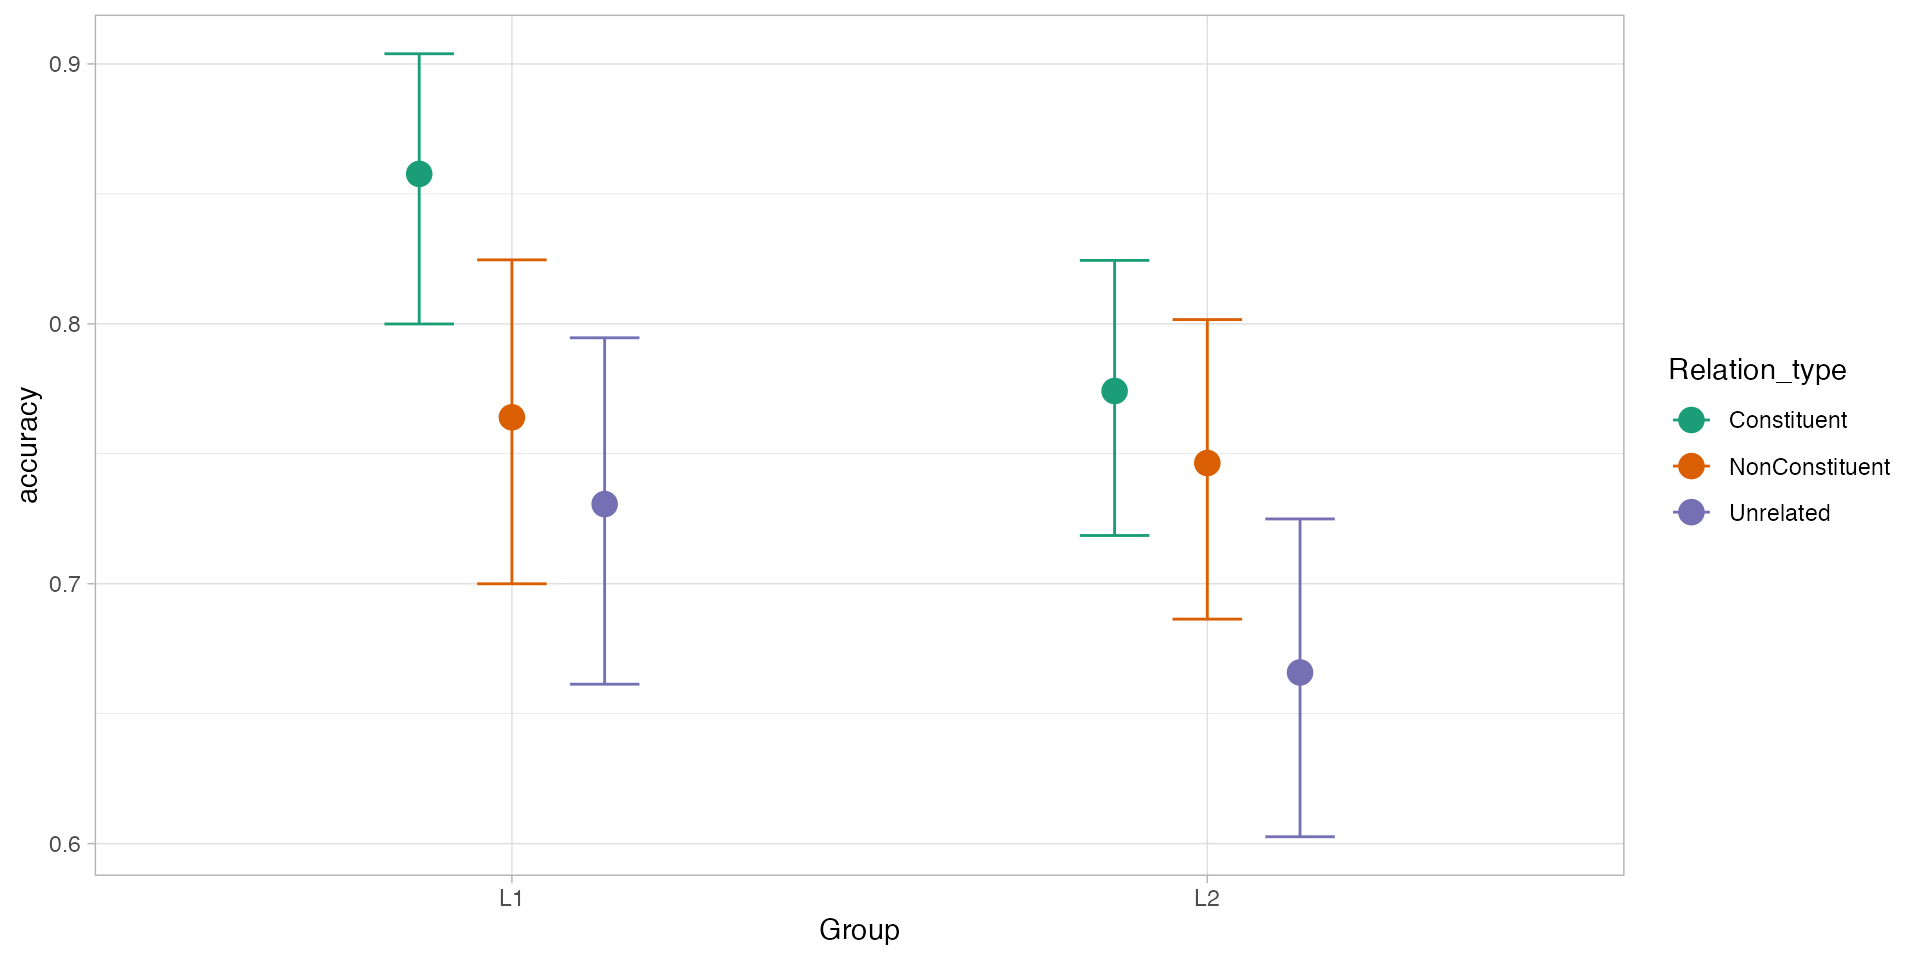 0.9
0.8
0.7
0.6
accuracy
L1
L2
Group
Relation_type
Constituent
NonConstituent
Unrelated